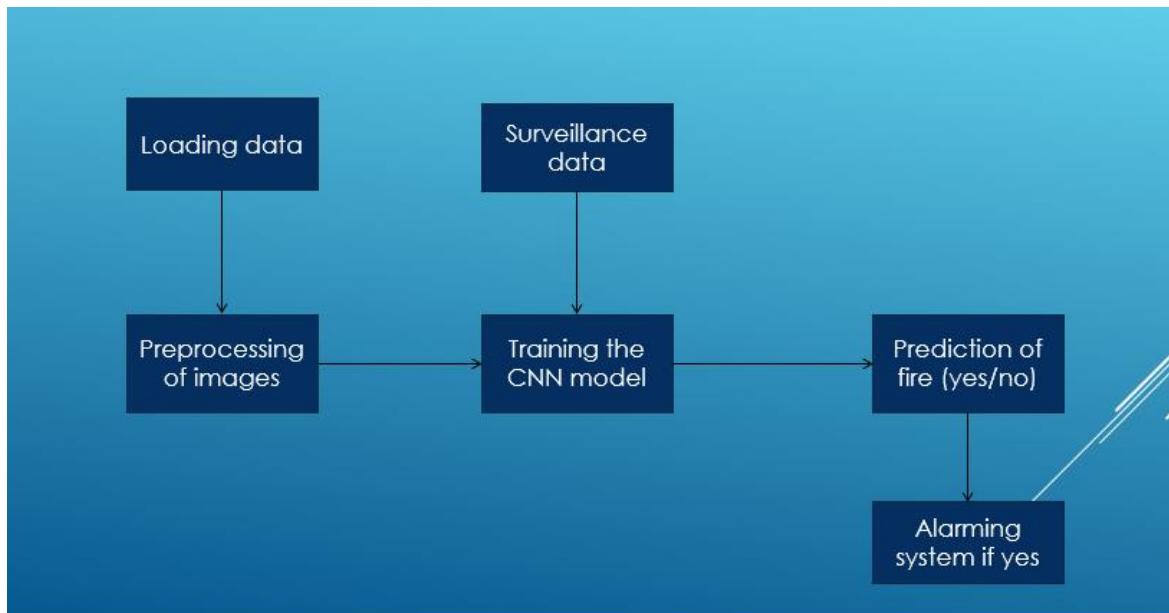 Loading data
Surveillance
data
Preprocessing
of images
Training the
CNN model
Prediction of
fire (yes/no)
Alarming
system if yes